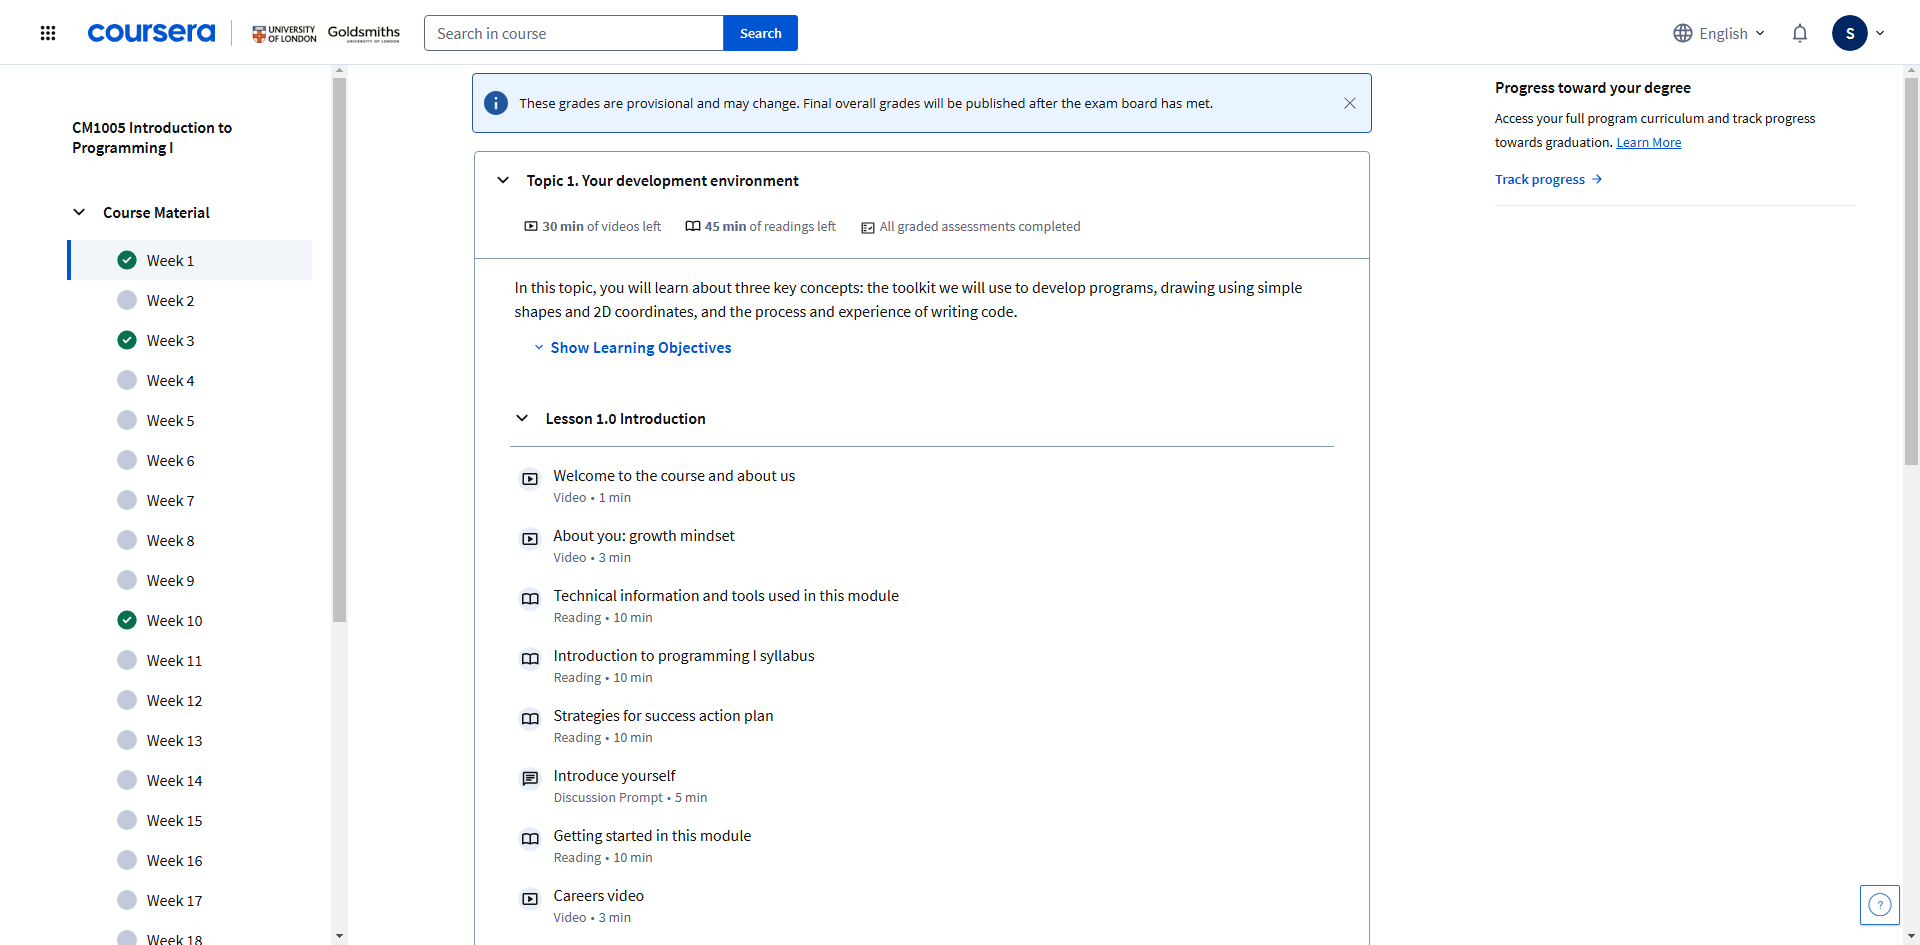 coursera
UNIVERSITY
OF LONDON
Goldsmiths
UNIVERSITY OF LONDON
Search in course
Search
English
S
CM1005 Introduction to
Programming I
Course Material
Week 1
Week 2
Week 3
Week 4
Week 5
Week 6
Week 7
Week 8
Week 9
Week 10
Week 11
Week 12
Week 13
Week 14
Week 15
Week 16
Week 17
Week 18
These grades are provisional and may change. Final overall grades will be published after the exam board has met.
Topic 1. Your development environment
30 min of videos left
45 min of readings left
All graded assessments completed
In this topic, you will learn about three key concepts: the toolkit we will use to develop programs, drawing using simple
shapes and 2D coordinates, and the process and experience of writing code.
Show Learning Objectives
Lesson 1.0 Introduction
Welcome to the course and about us
Video • 1 min
About you: growth mindset
Video • 3 min
Technical information and tools used in this module
Reading • 10 min
Introduction to programming I syllabus
Reading • 10 min
Strategies for success action plan
Reading • 10 min
Introduce yourself
Discussion Prompt • 5 min
Getting started in this module
Reading • 10 min
Careers video
Video • 3 min
Progress toward your degree
Access your full program curriculum and track progress
towards graduation. Learn More
Track progress →
?